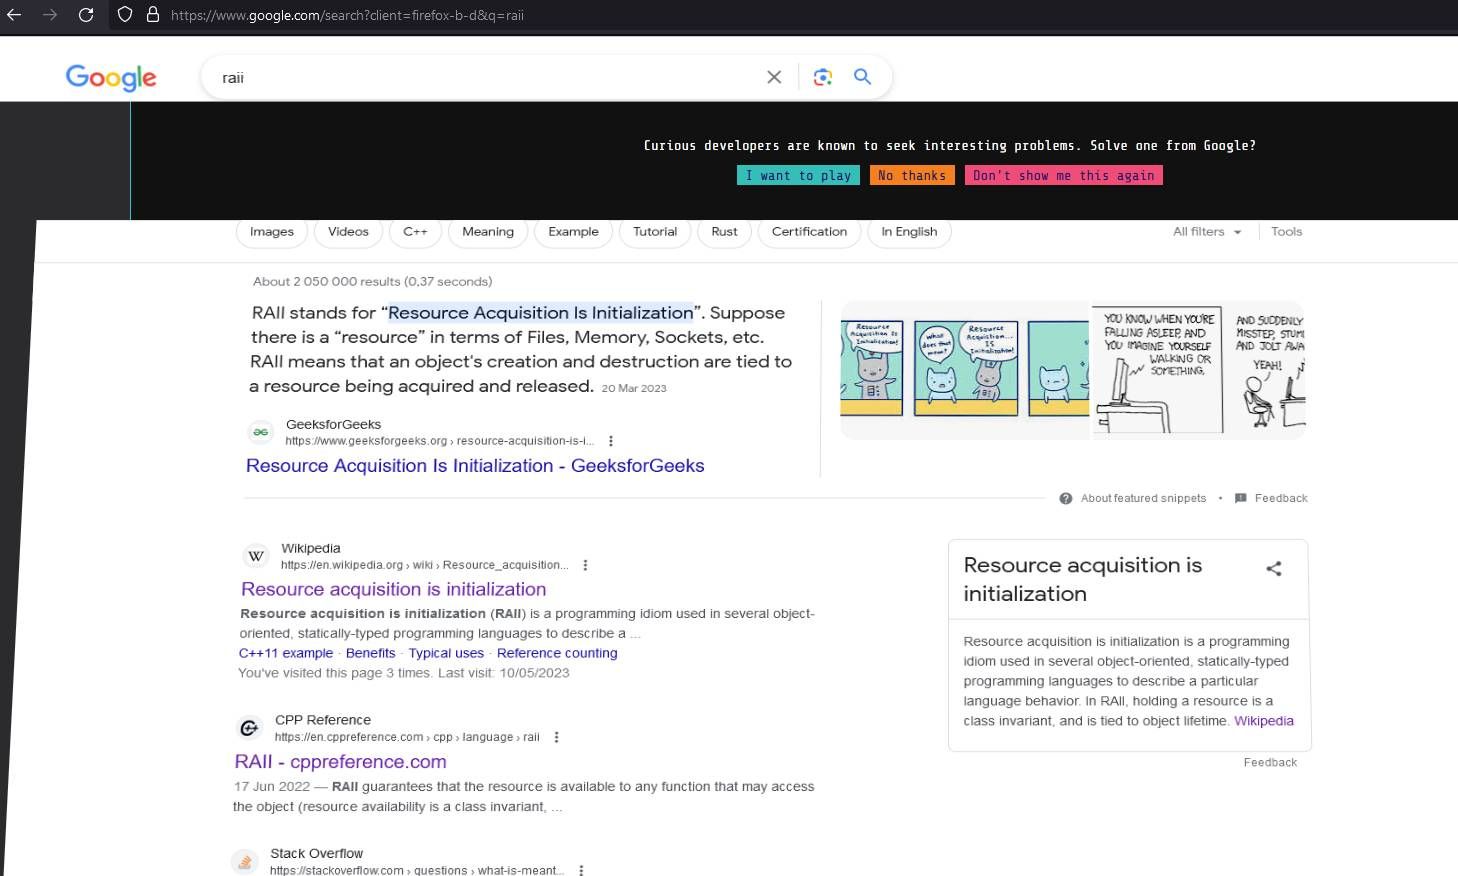 https://www.google.com/search?client=firefox-b-d&q=raii
Google
raii
Curious developers are known to seek interesting problems. Solve one from Google?
I want to play
No thanks
Don't show me this again
Images
Videos
C++
Meaning
Example
Tutorial
Rust
Certification
In English
All filters
Tools
About 2 050 000 results (0,37 seconds)
RAII stands for “Resource Acquisition Is Initialization”. Suppose
there is a “resource” in terms of Files, Memory, Sockets, etc.
RAII means that an object's creation and destruction are tied to
a resource being acquired and released. 20 Mar 2023
Resource
Acquisition Is
Initialization!
What
does that
mean?
Resource
Acquisition...
IS
Initialization!
YOU KNOW WHEN YOU'RE
FALLING ASLEEP, AND
YOU IMAGINE YOURSELF
WALKING OR
SOMETHING,
AND SUDDENLY
MISSTEP, STUM
AND JOLT AWA
YEAH!
GeeksforGeeks
https://www.geeksforgeeks.org › resource-acquisition-is-i...
Resource Acquisition Is Initialization - GeeksforGeeks
About featured snippets • Feedback
W
Wikipedia
https://en.wikipedia.org › wiki › Resource_acquisition...
Resource acquisition is initialization
Resource acquisition is initialization (RAII) is a programming idiom used in several object-
oriented, statically-typed programming languages to describe a ...
C++11 example · Benefits · Typical uses · Reference counting
You've visited this page 3 times. Last visit: 10/05/2023
Resource acquisition is
initialization
Resource acquisition is initialization is a programming
idiom used in several object-oriented, statically-typed
programming languages to describe a particular
language behavior. In RAII, holding a resource is a
class invariant, and is tied to object lifetime. Wikipedia
Feedback
CPP Reference
https://en.cppreference.com › cpp › language › raii
RAII - cppreference.com
17 Jun 2022 — RAII guarantees that the resource is available to any function that may access
the object (resource availability is a class invariant, ...
Stack Overflow
https://stackoverflow.com › questions › what-is-meant...